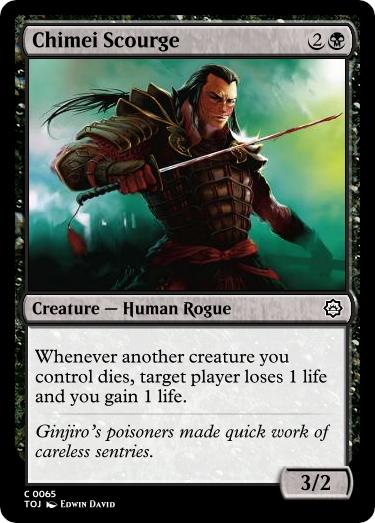 Chimei Scourge 2
Creature — Human Rogue
Whenever another creature you
control dies, target player loses 1 life
and you gain 1 life.
Ginjiro's poisoners made quick work of
careless sentries.
3/2
C 0065
TOJ Edwin David